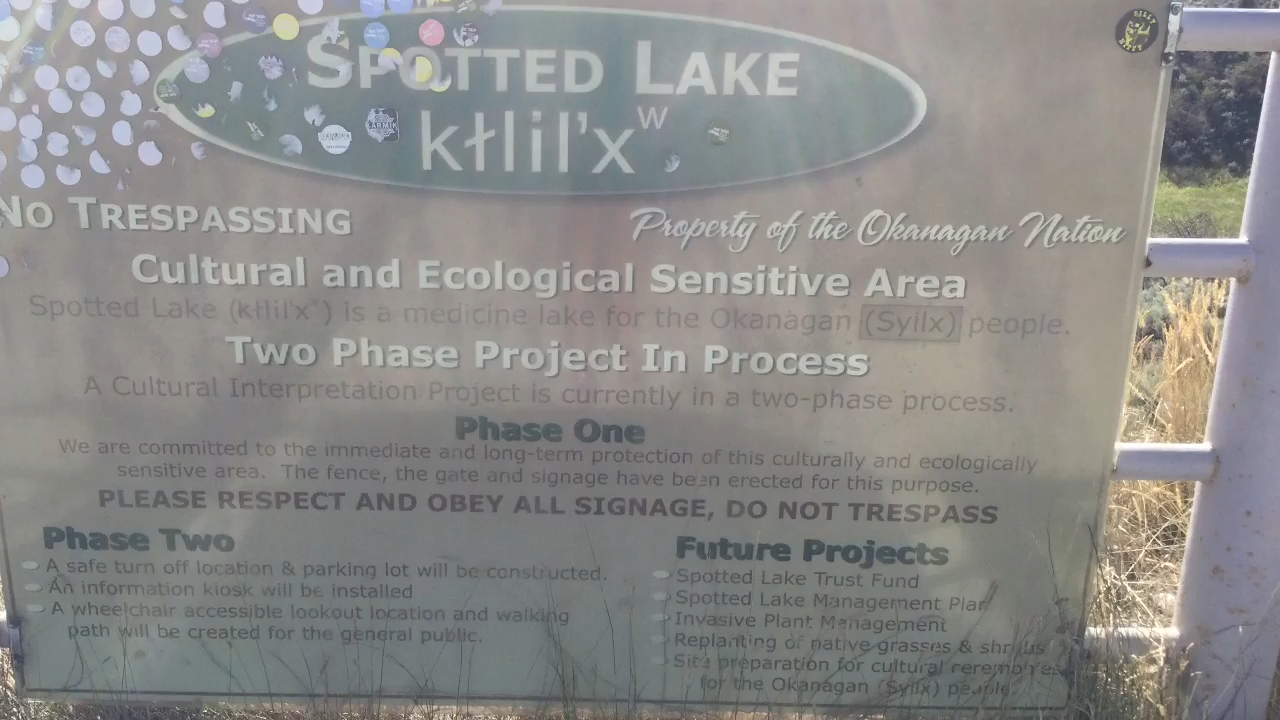 SPOTTED LAKE
kłlil'xʷ
NO TRESPASSING
Property of the Okanagan Nation
Cultural and Ecological Sensitive Area
Spotted Lake (kłlil'xʷ) is a medicine lake for the Okanagan (Syilx) people.
Two Phase Project In Process
A Cultural Interpretation Project is currently in a two-phase process.
Phase One
We are committed to the immediate and long-term protection of this culturally and ecologically
sensitive area. The fence, the gate and signage have been erected for this purpose.
PLEASE RESPECT AND OBEY ALL SIGNAGE, DO NOT TRESPASS
Phase Two
A safe turn off location & parking lot will be constructed.
An information kiosk will be installed
A wheelchair accessible lookout location and walking
path will be created for the general public.
Future Projects
Spotted Lake Trust Fund
Spotted Lake Management Plan
Invasive Plant Management
Replanting of native grasses & shrubs
Site preparation for cultural ceremonies
for the Okanagan (Syilx) people.